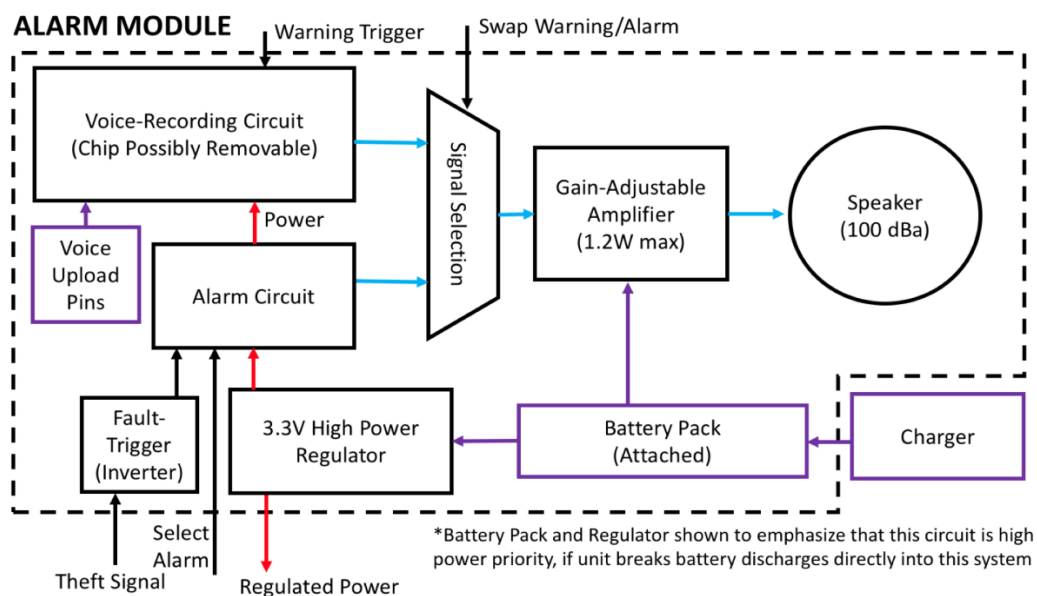 ALARM MODULE
Warning Trigger
Swap Warning/Alarm
Voice-Recording Circuit
(Chip Possibly Removable)
Signal Selection
Gain-Adjustable
Amplifier
(1.2W max)
Speaker
(100 dBa)
Power
Voice
Upload
Pins
Alarm Circuit
Fault-
Trigger
(Inverter)
3.3V High Power
Regulator
Battery Pack
(Attached)
Charger
Select
Alarm
Theft Signal
Regulated Power
*Battery Pack and Regulator shown to emphasize that this circuit is high
power priority, if unit breaks battery discharges directly into this system